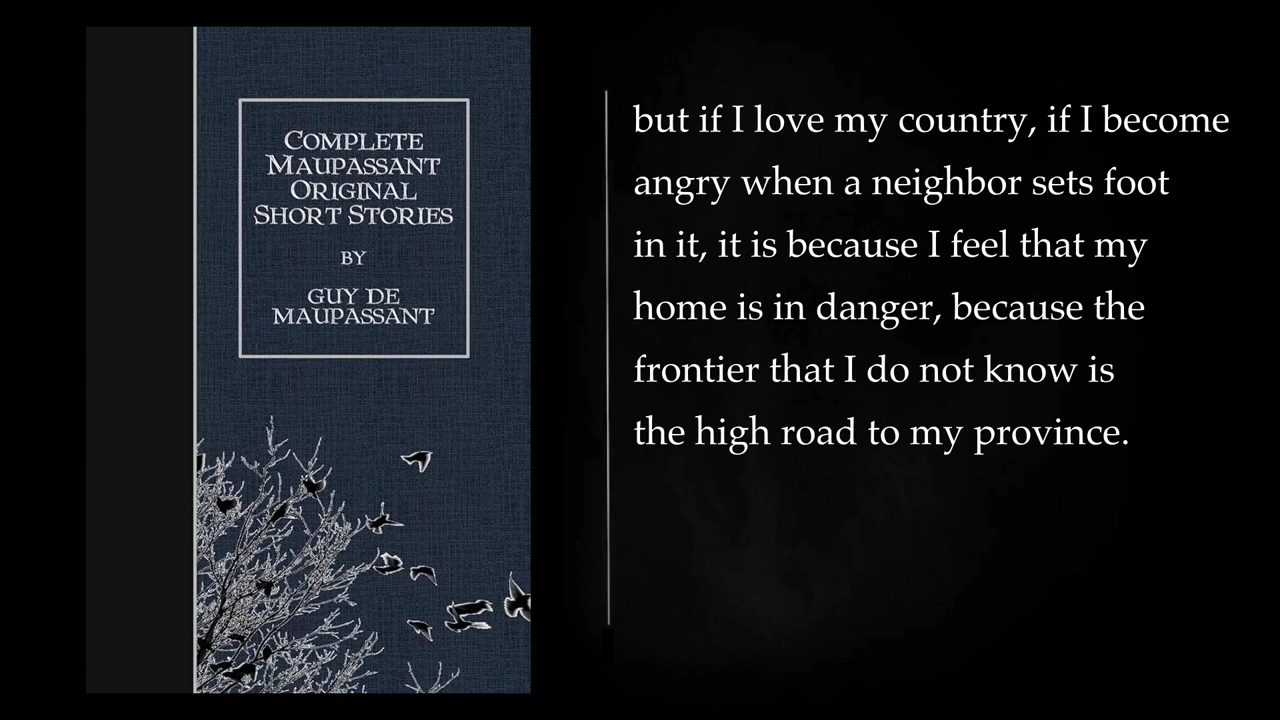 COMPLETE
MAUPASSANT
ORIGINAL
SHORT STORIES
BY
GUY DE
MAUPASSANT
but if I love my country, if I become
angry when a neighbor sets foot
in it, it is because I feel that my
home is in danger, because the
frontier that I do not know is
the high road to my province.